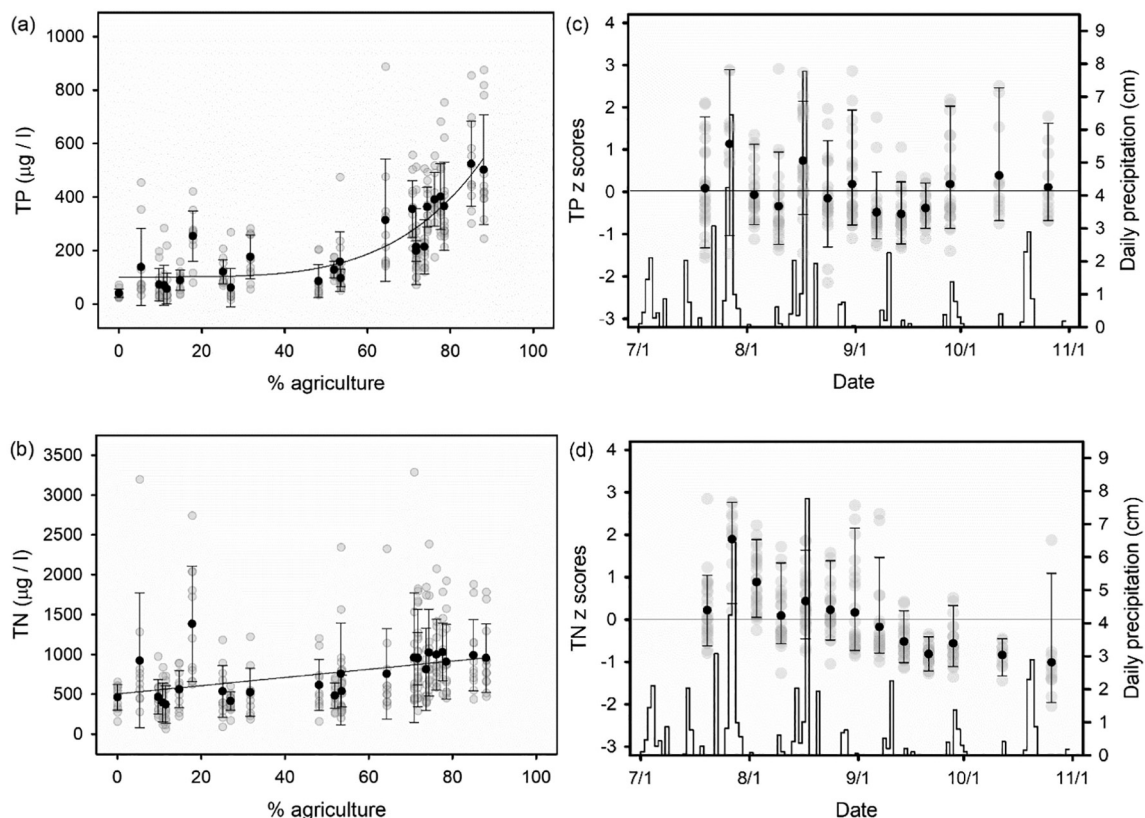 (a)
1000
800
600
400
200
0
TP (µg / l)
0 20 40 60 80 100
% agriculture
(c)
4
3
2
1
0
-1
-2
-3
TP z scores
9
8
7
6
5
4
3
2
1
0
Daily precipitation (cm)
7/1 8/1 9/1 10/1 11/1
Date
(b)
3500
3000
2500
2000
1500
1000
500
0
TN (µg / l)
0 20 40 60 80 100
% agriculture
(d)
4
3
2
1
0
-1
-2
-3
TN z scores
9
8
7
6
5
4
3
2
1
0
Daily precipitation (cm)
7/1 8/1 9/1 10/1 11/1
Date